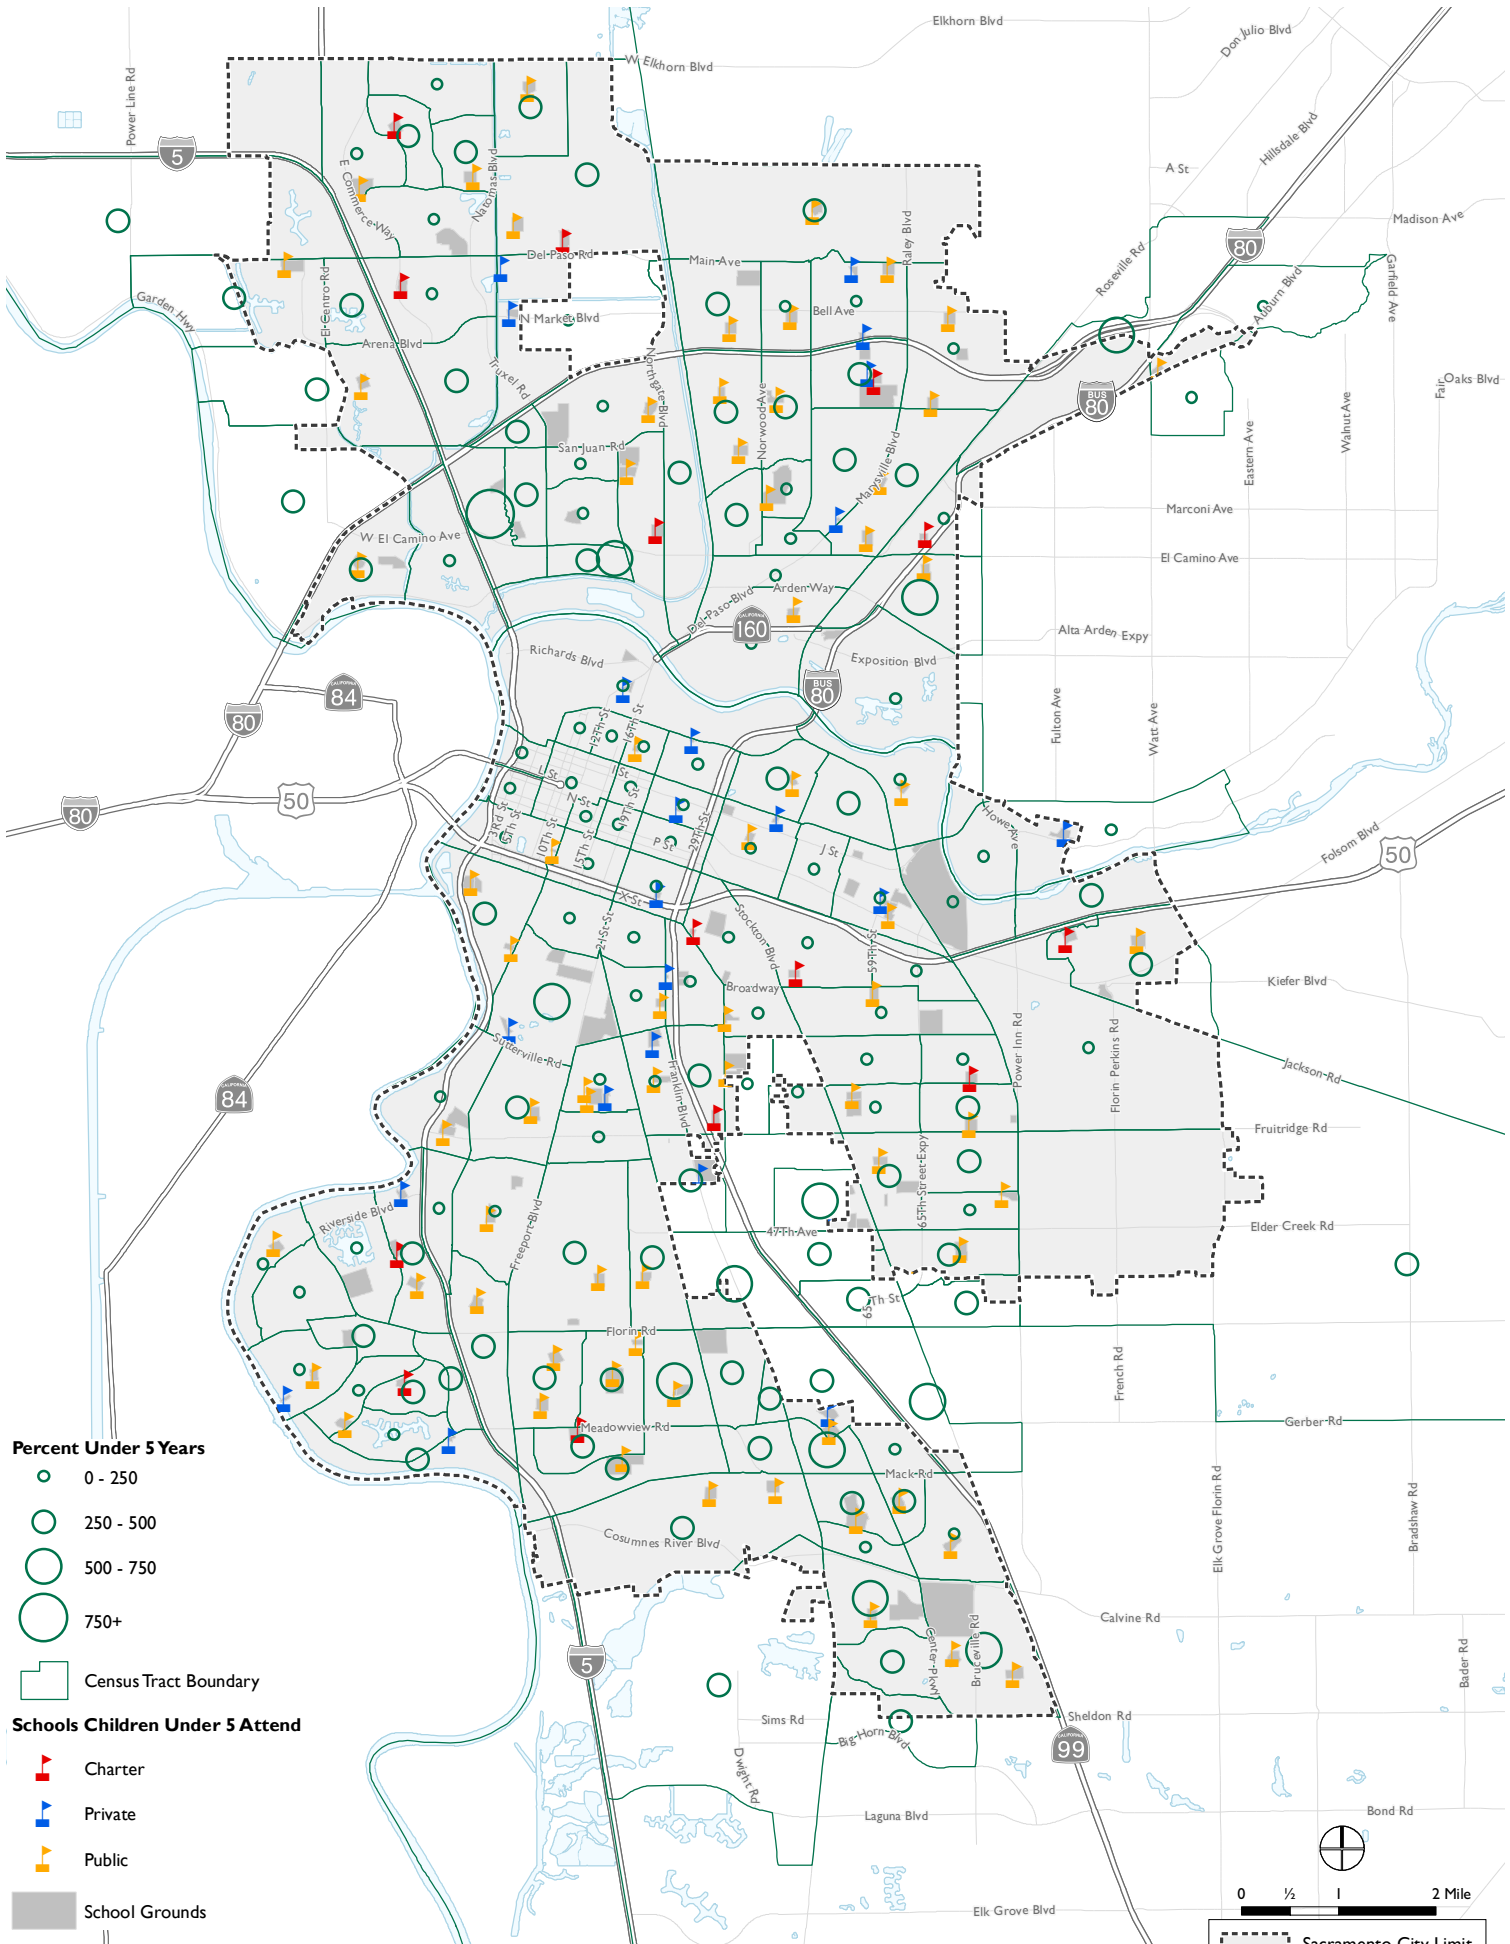 Elkhorn Blvd
Don Julio Blvd
W Elkhorn Blvd
Power Line Rd
Hillsdale Blvd
5
A St
E Commerce Way
Natomas Blvd
Madison Ave
Raley Blvd
80
Roseville Rd
Del Paso Rd
Main Ave
Garfield Ave
El Centro Rd
Auburn Blvd
Garden Hwy
N Market Blvd
Bell Ave
Arena Blvd
Truxel Rd
Northgate Blvd
Fair Oaks Blvd
BUS
80
Norwood Ave
Walnut Ave
San Juan Rd
Marysville Blvd
Eastern Ave
Marconi Ave
W El Camino Ave
El Camino Ave
Arden Way
Del Paso Blvd
CALIFORNIA
160
Alta Arden Expy
Richards Blvd
Exposition Blvd
CALIFORNIA
84
BUS
80
80
12Th St
16Th St
Fulton Ave
Watt Ave
L St
I St
50
N St
19Th St
80
3Rd St
5Th St
10Th St
15Th St
P St
29Th St
J St
Howe Ave
Folsom Blvd
50
X St
21St St
Stockton Blvd
59Th St
Broadway
Kiefer Blvd
Sutterville Rd
Power Inn Rd
Florin Perkins Rd
Franklin Blvd
Jackson Rd
CALIFORNIA
84
Fruitridge Rd
65Th Street Expy
Riverside Blvd
Freeport Blvd
47Th Ave
Elder Creek Rd
65Th St
Florin Rd
French Rd
Meadowview Rd
Gerber Rd
Percent Under 5 Years
0 - 250
250 - 500
500 - 750
750+
Census Tract Boundary
Mack Rd
Elk Grove Florin Rd
Bradshaw Rd
Cosumnes River Blvd
Calvine Rd
Center Pkwy
Bruceville Rd
Bader Rd
5
Schools Children Under 5 Attend
Charter
Private
Public
School Grounds
Sims Rd
Big Horn Blvd
Sheldon Rd
CALIFORNIA
99
Dwight Rd
Laguna Blvd
Bond Rd
0 ½ 1 2 Mile
Elk Grove Blvd
Sacramento City Limit